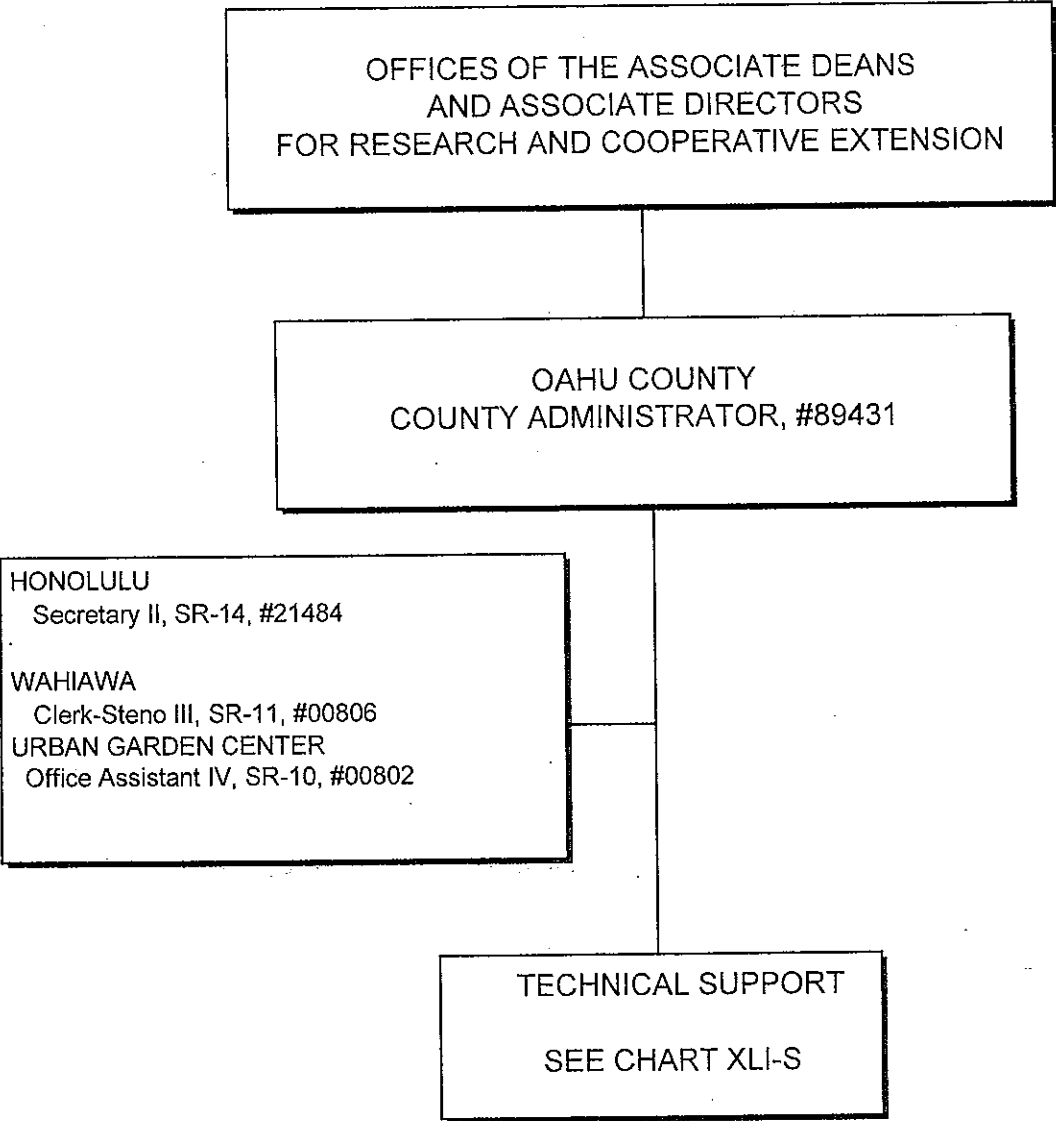 OFFICES OF THE ASSOCIATE DEANS
AND ASSOCIATE DIRECTORS
FOR RESEARCH AND COOPERATIVE EXTENSION
OAHU COUNTY
COUNTY ADMINISTRATOR, #89431
HONOLULU
Secretary II, SR-14, #21484
WAHIAWA
Clerk-Steno III, SR-11, #00806
URBAN GARDEN CENTER
Office Assistant IV, SR-10, #00802
TECHNICAL SUPPORT
SEE CHART XLI-S